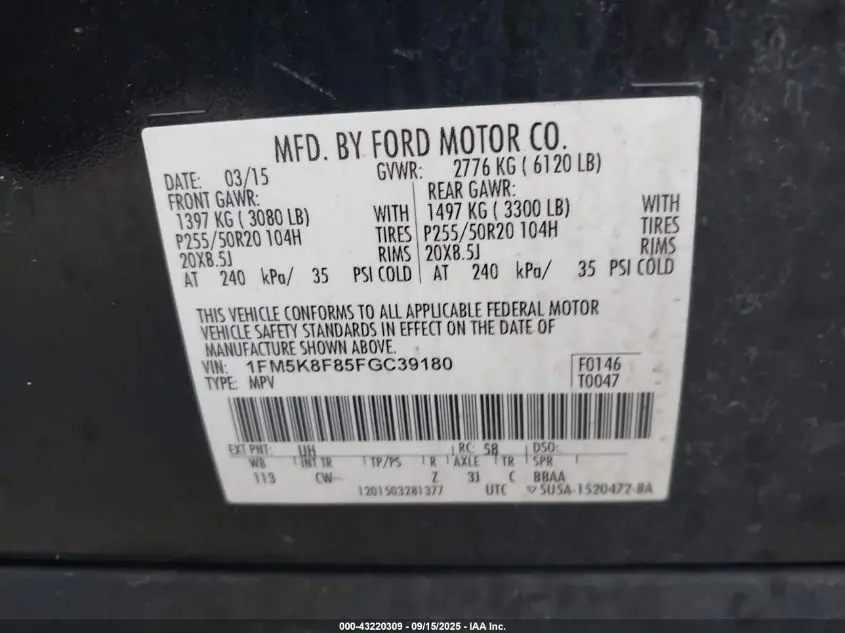 MFD. BY FORD MOTOR CO.
DATE: 03/15 GVWR: 2776 KG ( 6120 LB)
FRONT GAWR: REAR GAWR:
1397 KG ( 3080 LB) WITH 1497 KG ( 3300 LB) WITH
P255/50R20 104H TIRES P255/50R20 104H TIRES
20X8.5J RIMS 20X8.5J RIMS
AT 240 kPa/ 35 PSI COLD AT 240 kPa/ 35 PSI COLD
THIS VEHICLE CONFORMS TO ALL APPLICABLE FEDERAL MOTOR
VEHICLE SAFETY STANDARDS IN EFFECT ON THE DATE OF
MANUFACTURE SHOWN ABOVE.
VIN: 1FM5K8F85FGC39180 F0146
TYPE: MPV T0047
EXT PNT: UH RC: 58 DSO:
WB INT TR TP/PS R AXLE TR SPR
113 CW Z 3J C BBAA
1201503281377 UTC 5U5A-1520472-BA
000-43220309 - 09/15/2025 - IAA Inc.